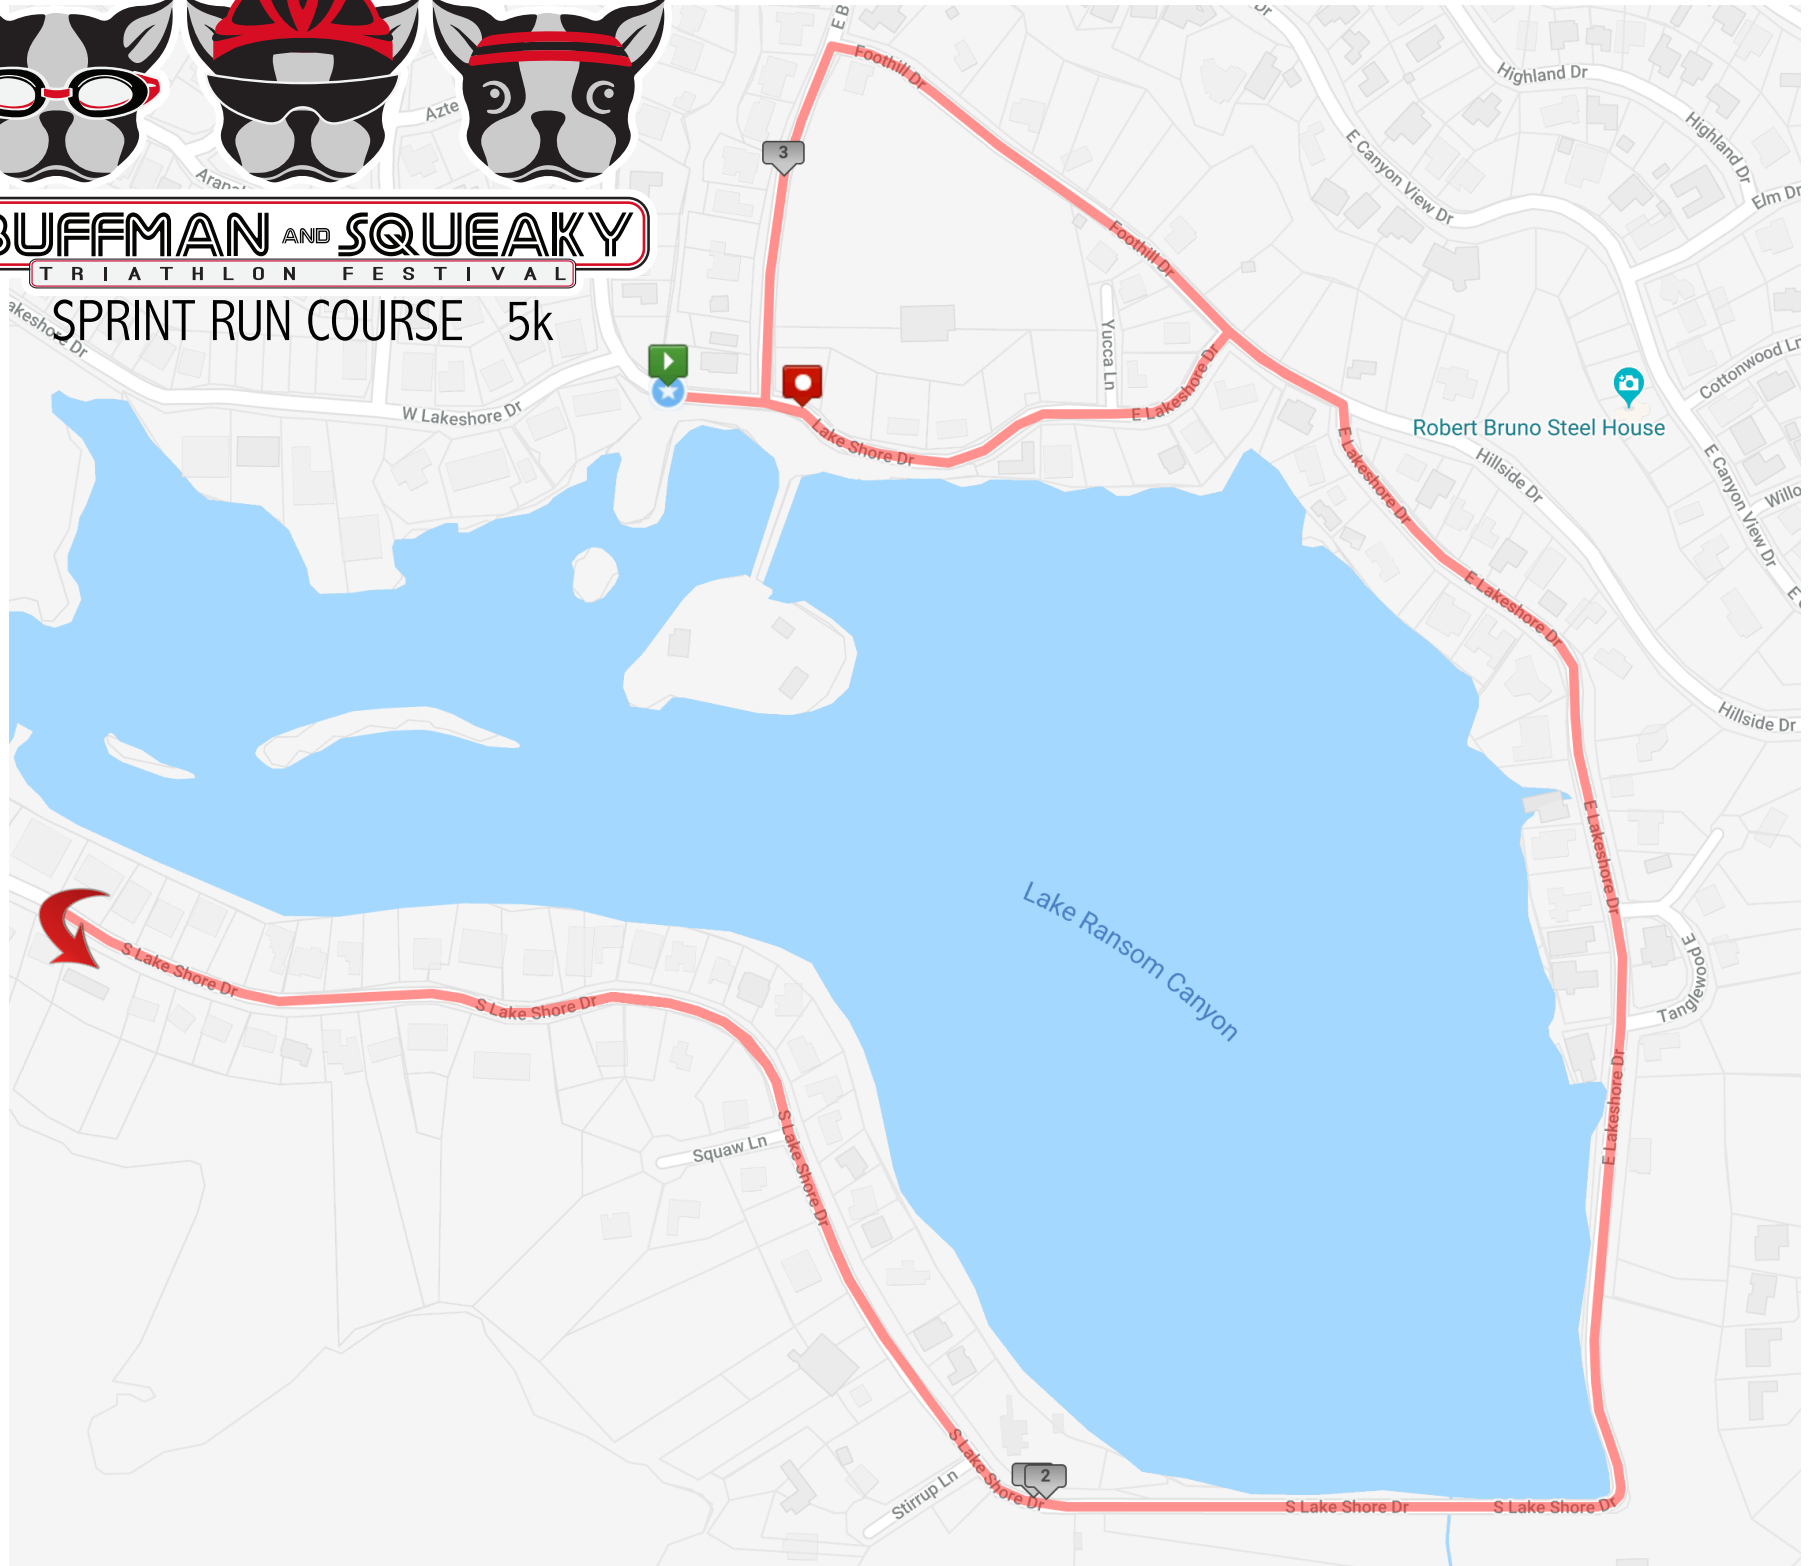 E B
Dr
Foothill Dr
Highland Dr
Highland Dr
E Canyon View Dr
Elm Dr
3
BUFFMAN AND SQUEAKY
TRIATHLON FESTIVAL
SPRINT RUN COURSE 5k
Foothill Dr
Yucca Ln
E Lakeshore Dr
W Lakeshore Dr
Lake Shore Dr
Cottonwood Ln
Robert Bruno Steel House
E Lakeshore Dr
Hillside Dr
E Canyon View Dr
E Lakeshore Dr
Hillside Dr
E Lakeshore Dr
Lake Ransom Canyon
Tanglewood E
S Lake Shore Dr
S Lake Shore Dr
E Lakeshore Dr
Squaw Ln
S Lake Shore Dr
S Lake Shore Dr
Stirrup Ln
2
S Lake Shore Dr
S Lake Shore Dr